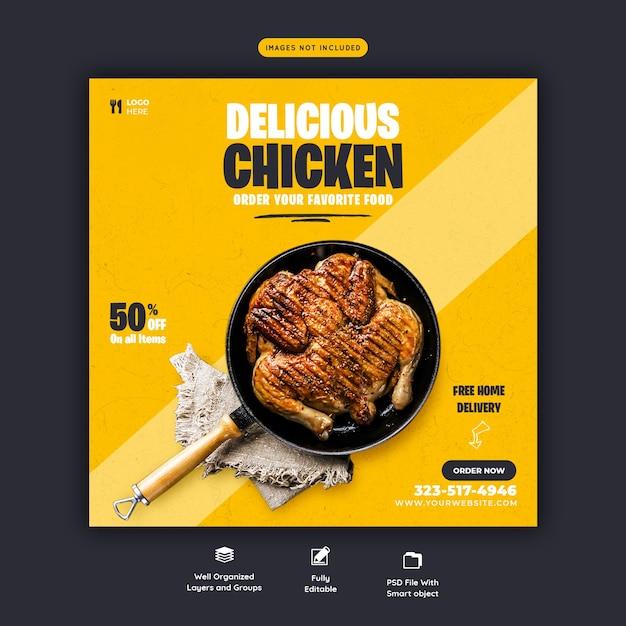 IMAGES NOT INCLUDED
LOGO
HERE
DELICIOUS
CHICKEN
ORDER YOUR FAVORITE FOOD
50% OFF
On all Items
FREE HOME
DELIVERY
ORDER NOW
323-517-4946
WWW.YOURWEBSITE.COM
Well Organized
Layers and Groups
Fully
Editable
PSD File With
Smart object